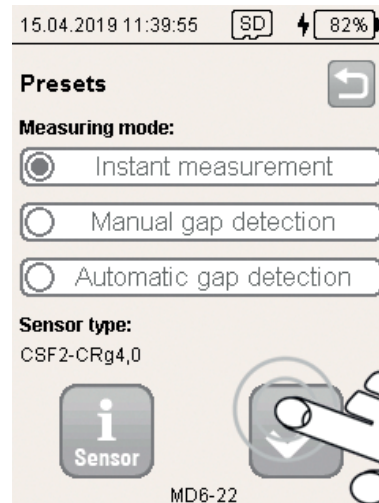 15.04.2019 11:39:55 SD 82%
Presets
Measuring mode:
Instant measurement
Manual gap detection
Automatic gap detection
Sensor type:
CSF2-CRg4,0
i
Sensor
MD6-22